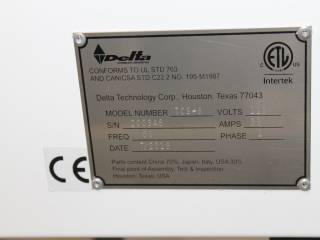 Delta
CONFORMS TO UL STD 763
AND CAN/CSA STD C22.2 NO. 195-M1987
ETL
Intertek
Delta Technology Corp., Houston, Texas 77043
MODEL NUMBER VOLTS
S/N AMPS
FREQ PHASE
DATE
Parts content China 70%, Japan, Italy, USA 30%
Final point of Assembly, Test & Inspection
Houston, Texas, USA
CE